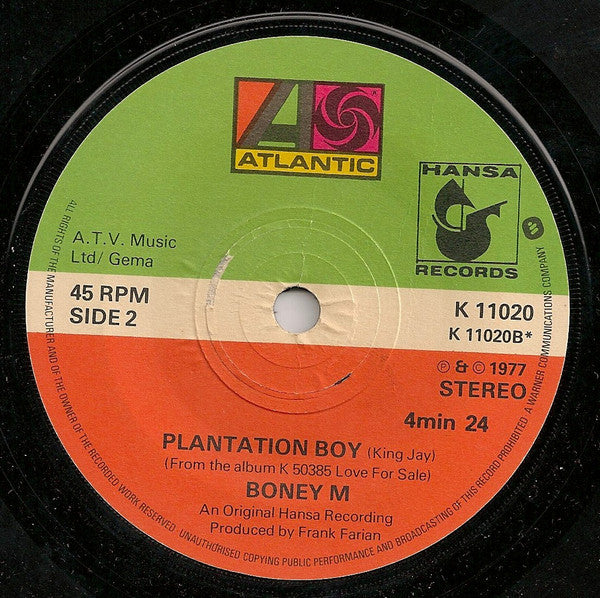 A
ATLANTIC
HANSA
RECORDS
A.T.V. Music
Ltd/ Gema
45 RPM
SIDE 2
K 11020
K 11020B*
℗ & © 1977
STEREO
4min 24
PLANTATION BOY (King Jay)
(From the album K 50385 Love For Sale)
BONEY M
An Original Hansa Recording
Produced by Frank Farian
ALL RIGHTS OF THE MANUFACTURER AND OF THE OWNER OF THE RECORDED WORK RESERVED · UNAUTHORISED COPYING PUBLIC PERFORMANCE AND BROADCASTING OF THIS RECORD PROHIBITED · A WARNER COMMUNICATIONS COMPANY